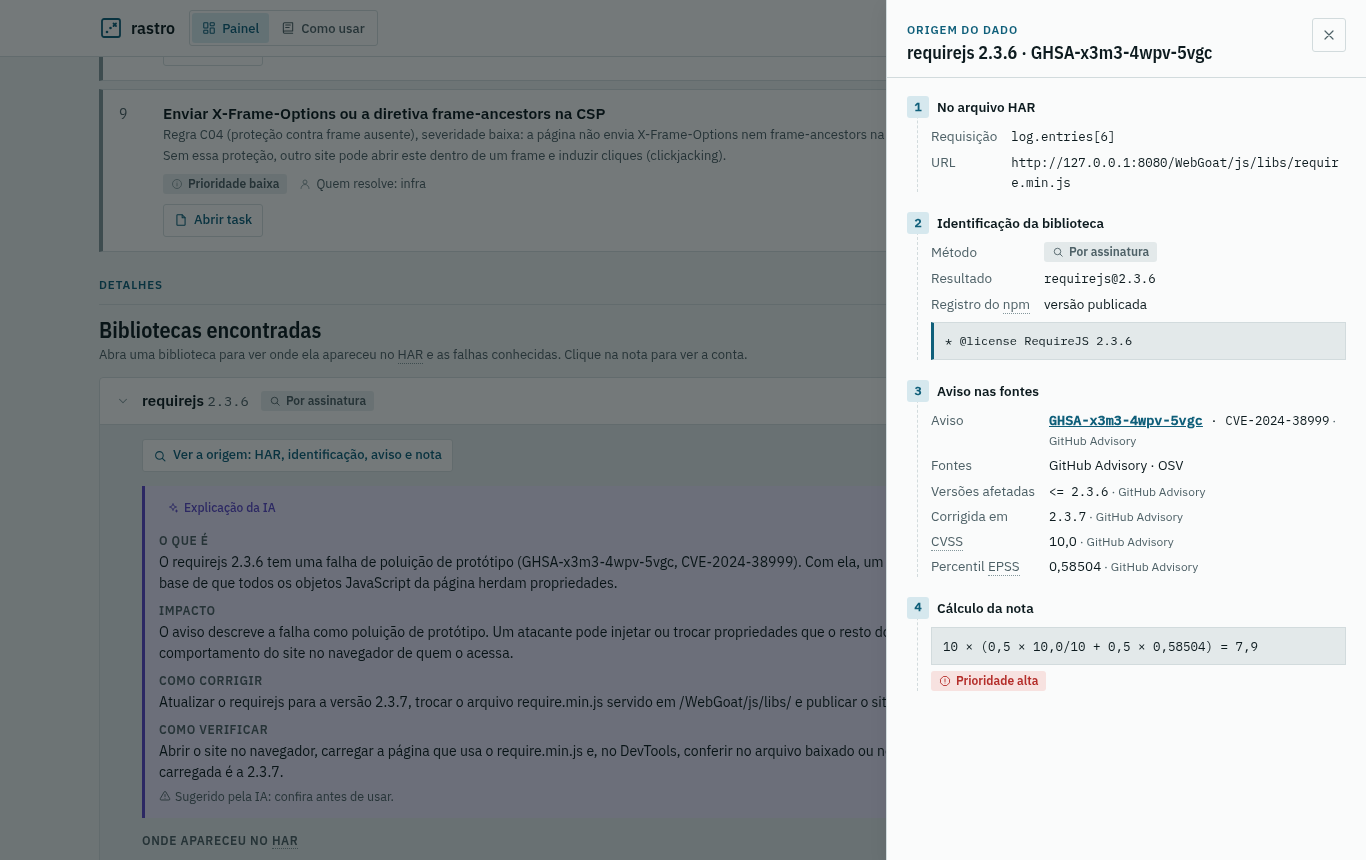 rastro
Painel
Como usar
9
Enviar X-Frame-Options ou a diretiva frame-ancestors na CSP
Regra C04 (proteção contra frame ausente), severidade baixa: a página não envia X-Frame-Options nem frame-ancestors na
Sem essa proteção, outro site pode abrir este dentro de um frame e induzir cliques (clickjacking).
Prioridade baixa
Quem resolve: infra
Abrir task
DETALHES
Bibliotecas encontradas
Abra uma biblioteca para ver onde ela apareceu no HAR e as falhas conhecidas. Clique na nota para ver a conta.
requirejs 2.3.6 Por assinatura
Ver a origem: HAR, identificação, aviso e nota
Explicação da IA
O QUE É
O requirejs 2.3.6 tem uma falha de poluição de protótipo (GHSA-x3m3-4wpv-5vgc, CVE-2024-38999). Com ela, um
base de que todos os objetos JavaScript da página herdam propriedades.
IMPACTO
O aviso descreve a falha como poluição de protótipo. Um atacante pode injetar ou trocar propriedades que o resto do
comportamento do site no navegador de quem o acessa.
COMO CORRIGIR
Atualizar o requirejs para a versão 2.3.7, trocar o arquivo require.min.js servido em /WebGoat/js/libs/ e publicar o sit
COMO VERIFICAR
Abrir o site no navegador, carregar a página que usa o require.min.js e, no DevTools, conferir no arquivo baixado ou n
carregada é a 2.3.7.
Sugerido pela IA: confira antes de usar.
ONDE APARECEU NO HAR
ORIGEM DO DADO
requirejs 2.3.6 · GHSA-x3m3-4wpv-5vgc
1 No arquivo HAR
Requisição log.entries[6]
URL http://127.0.0.1:8080/WebGoat/js/libs/requir
e.min.js
2 Identificação da biblioteca
Método Por assinatura
Resultado requirejs@2.3.6
Registro do npm versão publicada
* @license RequireJS 2.3.6
3 Aviso nas fontes
Aviso GHSA-x3m3-4wpv-5vgc · CVE-2024-38999 ·
GitHub Advisory
Fontes GitHub Advisory · OSV
Versões afetadas <= 2.3.6 · GitHub Advisory
Corrigida em 2.3.7 · GitHub Advisory
CVSS 10,0 · GitHub Advisory
Percentil EPSS 0,58504 · GitHub Advisory
4 Cálculo da nota
10 × (0,5 × 10,0/10 + 0,5 × 0,58504) = 7,9
Prioridade alta